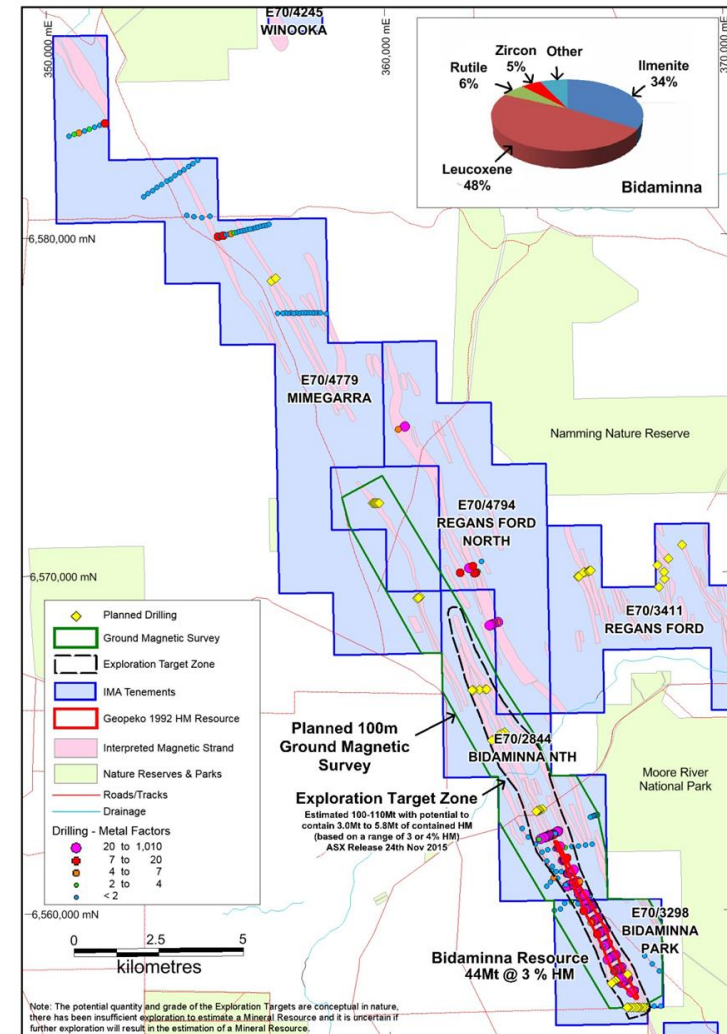 E70/4245
WINOOKA
350,000 mE
360,000 mE
370,000 mE
Zircon
5%
Other
Rutile
6%
Ilmenite
34%
Leucoxene
48%
Bidaminna
6,580,000 mN
E70/4779
MIMEGARRA
Namming Nature Reserve
E70/4794
REGANS FORD
NORTH
6,570,000 mN
E70/3411
REGANS FORD
Planned Drilling
Ground Magnetic Survey
Exploration Target Zone
IMA Tenements
Geopeko 1992 HM Resource
Interpreted Magnetic Strand
Nature Reserves & Parks
Roads/Tracks
Drainage
Drilling - Metal Factors
20 to 1,010
7 to 20
4 to 7
2 to 4
< 2
Planned 100m
Ground Magnetic
Survey
E70/2844
BIDAMINNA NTH
Moore River
National Park
Exploration Target Zone
Estimated 100-110Mt with potential to
contain 3.0Mt to 5.8Mt of contained HM
(based on a range of 3 or 4% HM)
ASX Release 24th Nov 2015
6,560,000 mN
E70/3298
BIDAMINNA
PARK
0 2.5 5
kilometres
Bidaminna Resource
44Mt @ 3 % HM
Note: The potential quantity and grade of the Exploration Targets are conceptual in nature,
there has been insufficient exploration to estimate a Mineral Resource and it is uncertain if
further exploration will result in the estimation of a Mineral Resource.